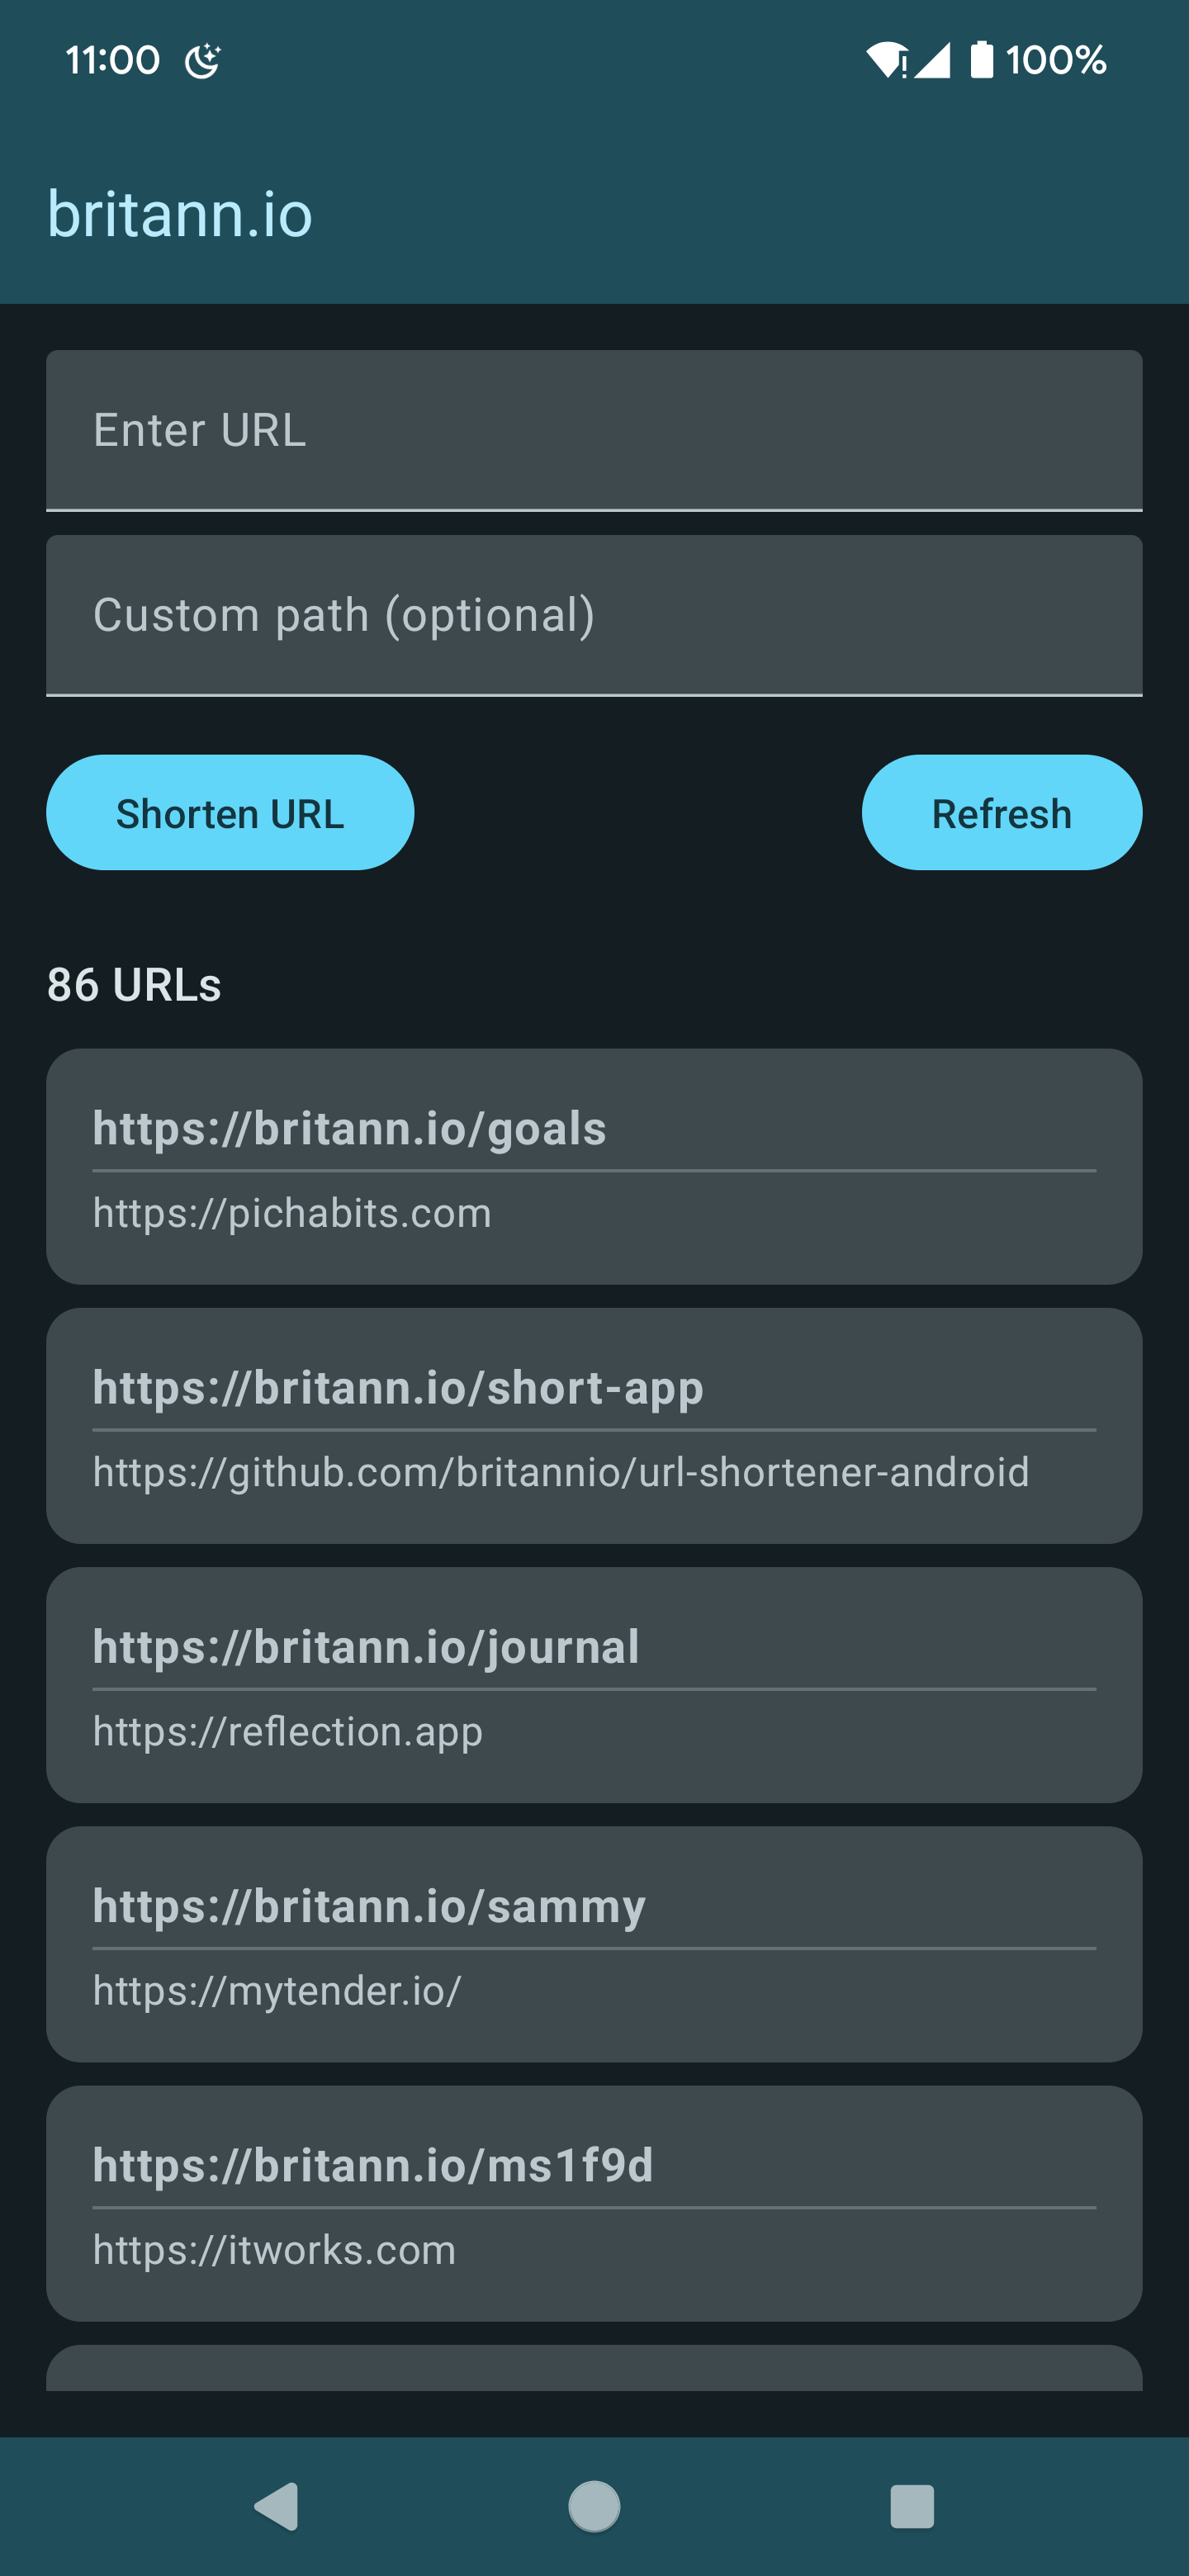 11:00 100%
britann.io
Enter URL
Custom path (optional)
Shorten URL Refresh
86 URLs
https://britann.io/goals
https://pichabits.com
https://britann.io/short-app
https://github.com/britannio/url-shortener-android
https://britann.io/journal
https://reflection.app
https://britann.io/sammy
https://mytender.io/
https://britann.io/ms1f9d
https://itworks.com